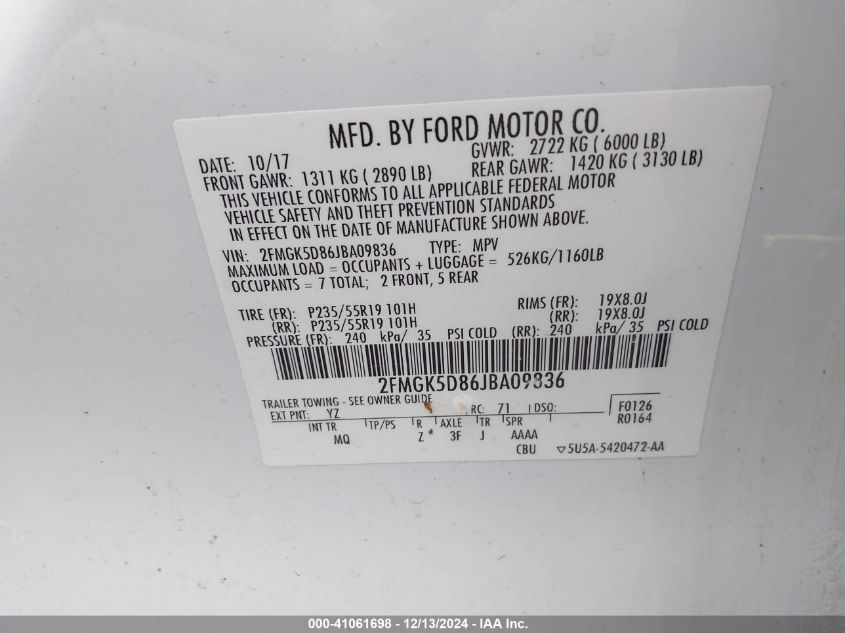 MFD. BY FORD MOTOR CO.
DATE: 10/17 GVWR: 2722 KG ( 6000 LB)
FRONT GAWR: 1311 KG ( 2890 LB) REAR GAWR: 1420 KG ( 3130 LB)
THIS VEHICLE CONFORMS TO ALL APPLICABLE FEDERAL MOTOR
VEHICLE SAFETY AND THEFT PREVENTION STANDARDS
IN EFFECT ON THE DATE OF MANUFACTURE SHOWN ABOVE.
VIN: 2FMGK5D86JBA09836 TYPE: MPV
MAXIMUM LOAD = OCCUPANTS + LUGGAGE = 526KG/1160LB
OCCUPANTS = 7 TOTAL; 2 FRONT, 5 REAR
TIRE (FR): P235/55R19 101H RIMS (FR): 19X8.0J
(RR): P235/55R19 101H (RR): 19X8.0J
PRESSURE (FR): 240 kPa/ 35 PSI COLD (RR): 240 kPa/ 35 PSI COLD
2FMGK5D86JBA09836
TRAILER TOWING - SEE OWNER GUIDE
EXT PNT: YZ RC: 71 DSO: F0126
INT TR TP/PS R AXLE TR SPR R0164
MQ Z * 3F J AAAA
CBU ▽5U5A-5420472-AA
000-41061698 - 12/13/2024 - IAA Inc.